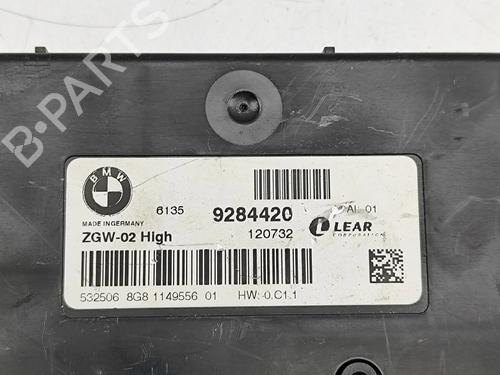 B-PARTS
BMW
6135 9284420 AI 01
MADE IN GERMANY
ZGW-02 High 120732
LEAR
CORPORATION
532506 8G8 1149556 01 HW:-0.C1.1